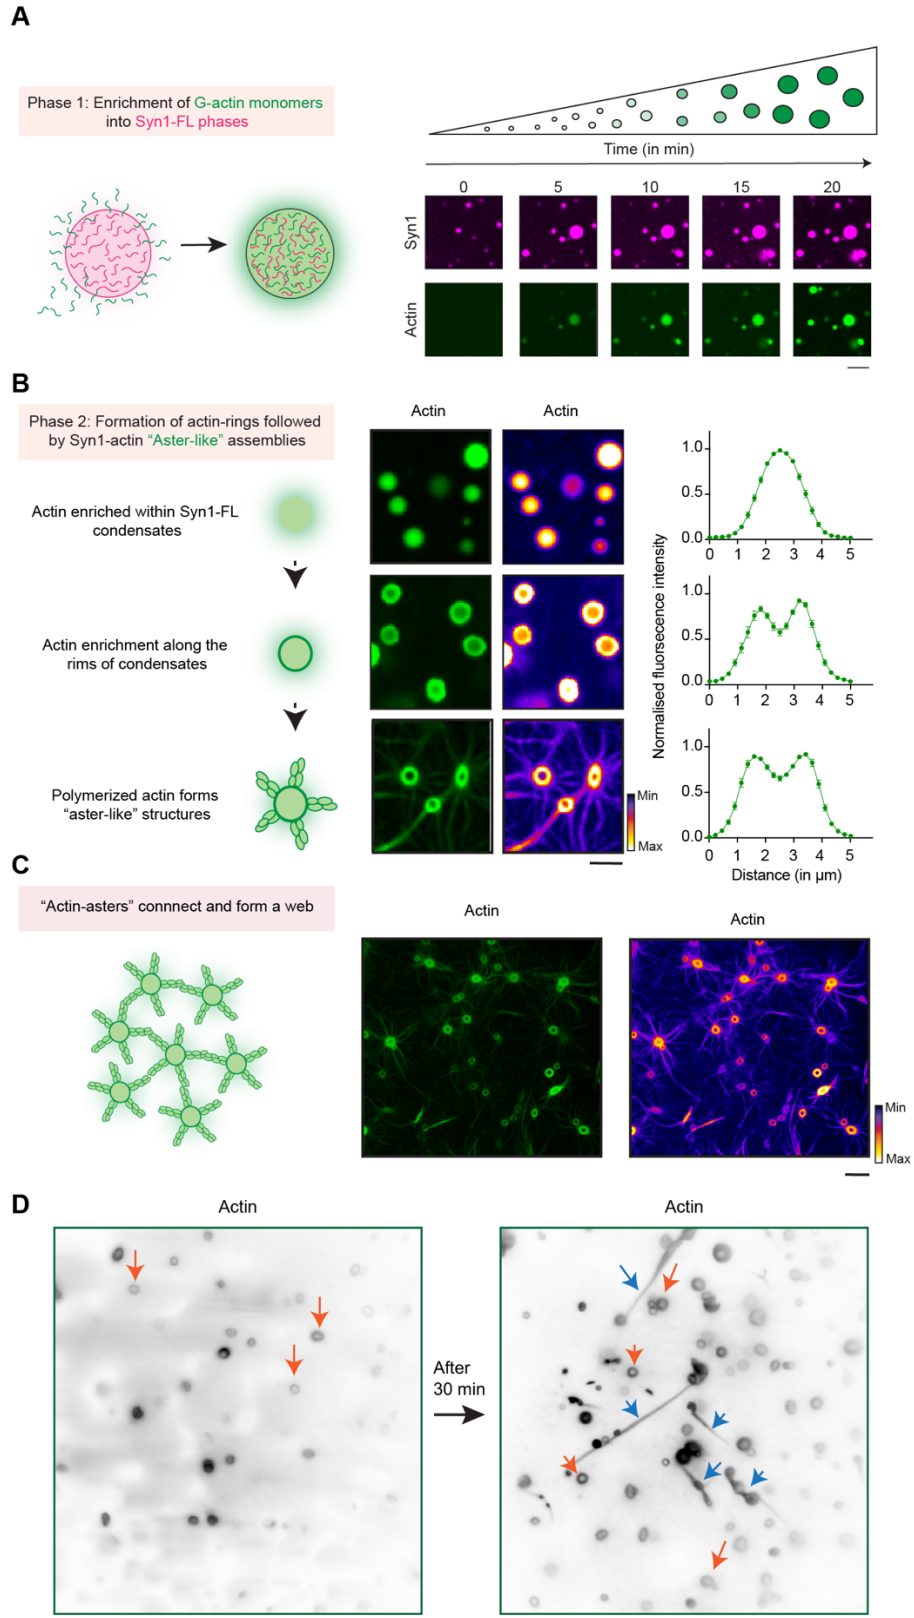 A
Phase 1: Enrichment of G-actin monomers
into Syn1-FL phases
Time (in min)
0 5 10 15 20
Syn1
Actin
B
Phase 2: Formation of actin-rings followed
by Syn1-actin “Aster-like” assemblies
Actin Actin
Actin enriched within Syn1-FL
condensates
Actin enrichment along the
rims of condensates
Polymerized actin forms
“aster-like” structures
Min
Max
Normalised fluorsecence intensity
1.0
0.5
0.0
0 1 2 3 4 5
1.0
0.5
0.0
0 1 2 3 4 5
1.0
0.5
0.0
0 1 2 3 4 5
Distance (in µm)
C
“Actin-asters” connnect and form a web
Actin
Actin
Min
Max
D
Actin Actin
After
30 min